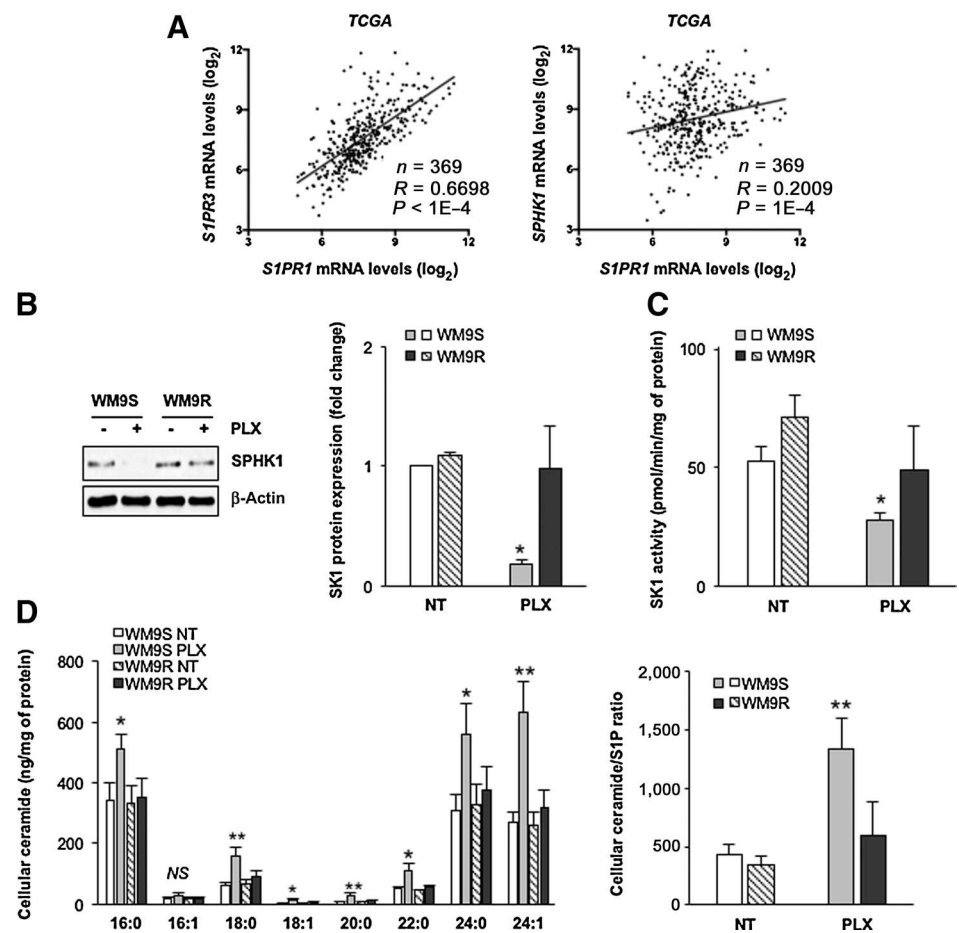 A
TCGA
S1PR3 mRNA levels (log2)
12
9
6
3
n = 369
R = 0.6698
P < 1E–4
3 6 9 12
S1PR1 mRNA levels (log2)
TCGA
SPHK1 mRNA levels (log2)
12
9
6
3
n = 369
R = 0.2009
P = 1E–4
3 6 9 12
S1PR1 mRNA levels (log2)
B
WM9S WM9R
- + - + PLX
SPHK1
β-Actin
SK1 protein expression (fold change)
WM9S
WM9R
2
1
0
*
NT PLX
C
SK1 activity (pmol/min/mg of protein)
WM9S
WM9R
100
50
0
*
NT PLX
D
Cellular ceramide (ng/mg of protein)
WM9S NT
WM9S PLX
WM9R NT
WM9R PLX
800
600
400
200
0
* NS ** * ** * * **
16:0 16:1 18:0 18:1 20:0 22:0 24:0 24:1
Cellular ceramide/S1P ratio
WM9S
WM9R
2,000
1,500
1,000
500
0
**
NT PLX